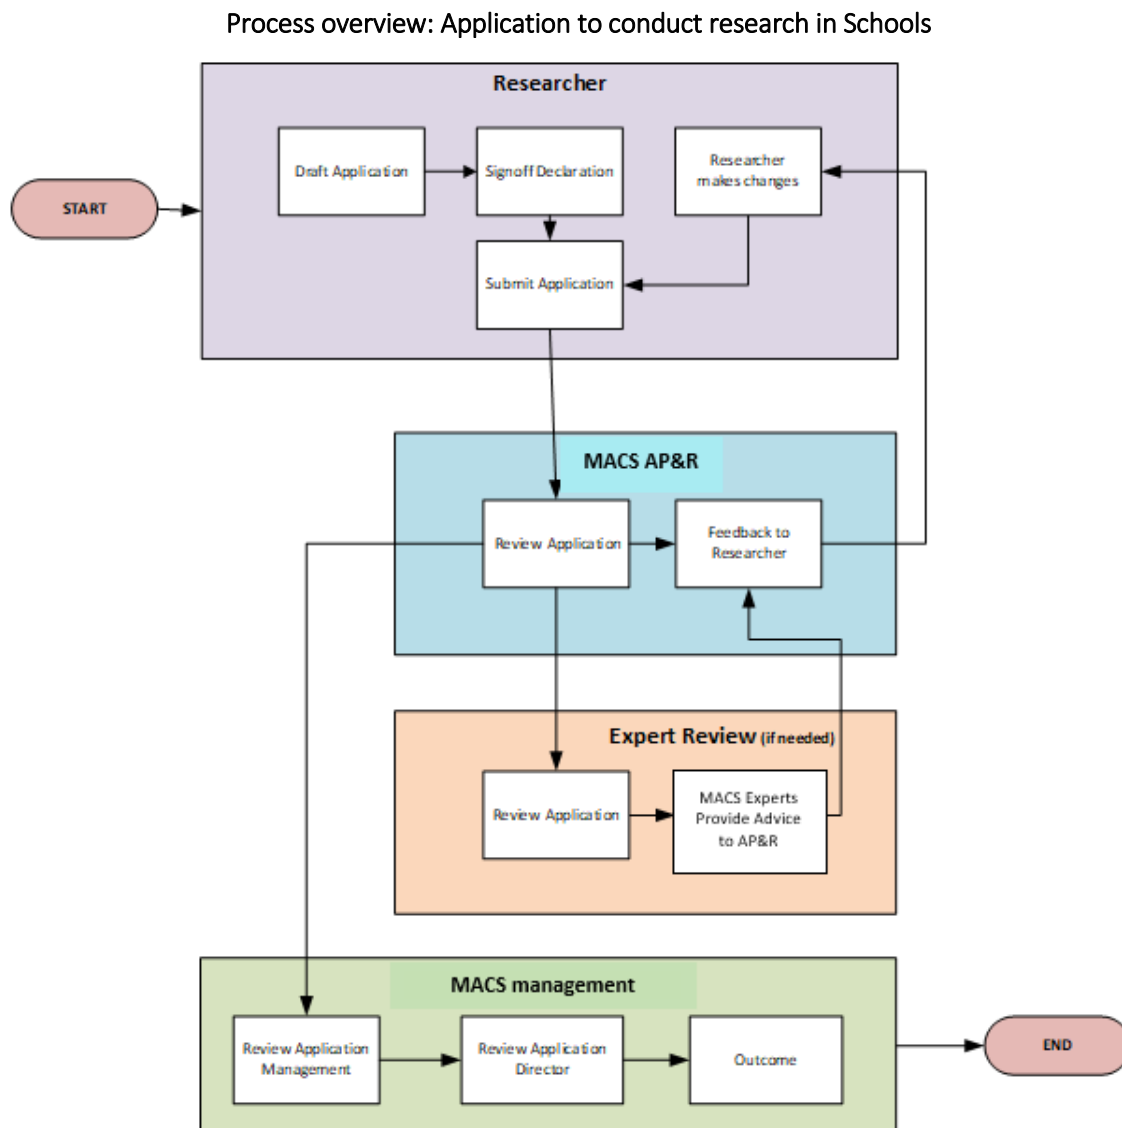 Process overview: Application to conduct research in Schools
Researcher
Draft Application
Signoff Declaration
Researcher
makes changes
START
Submit Application
MACS AP&R
Review Application
Feedback to
Researcher
Expert Review (if needed)
Review Application
MACS Experts
Provide Advice
to AP&R
MACS management
Review Application
Management
Review Application
Director
Outcome
END